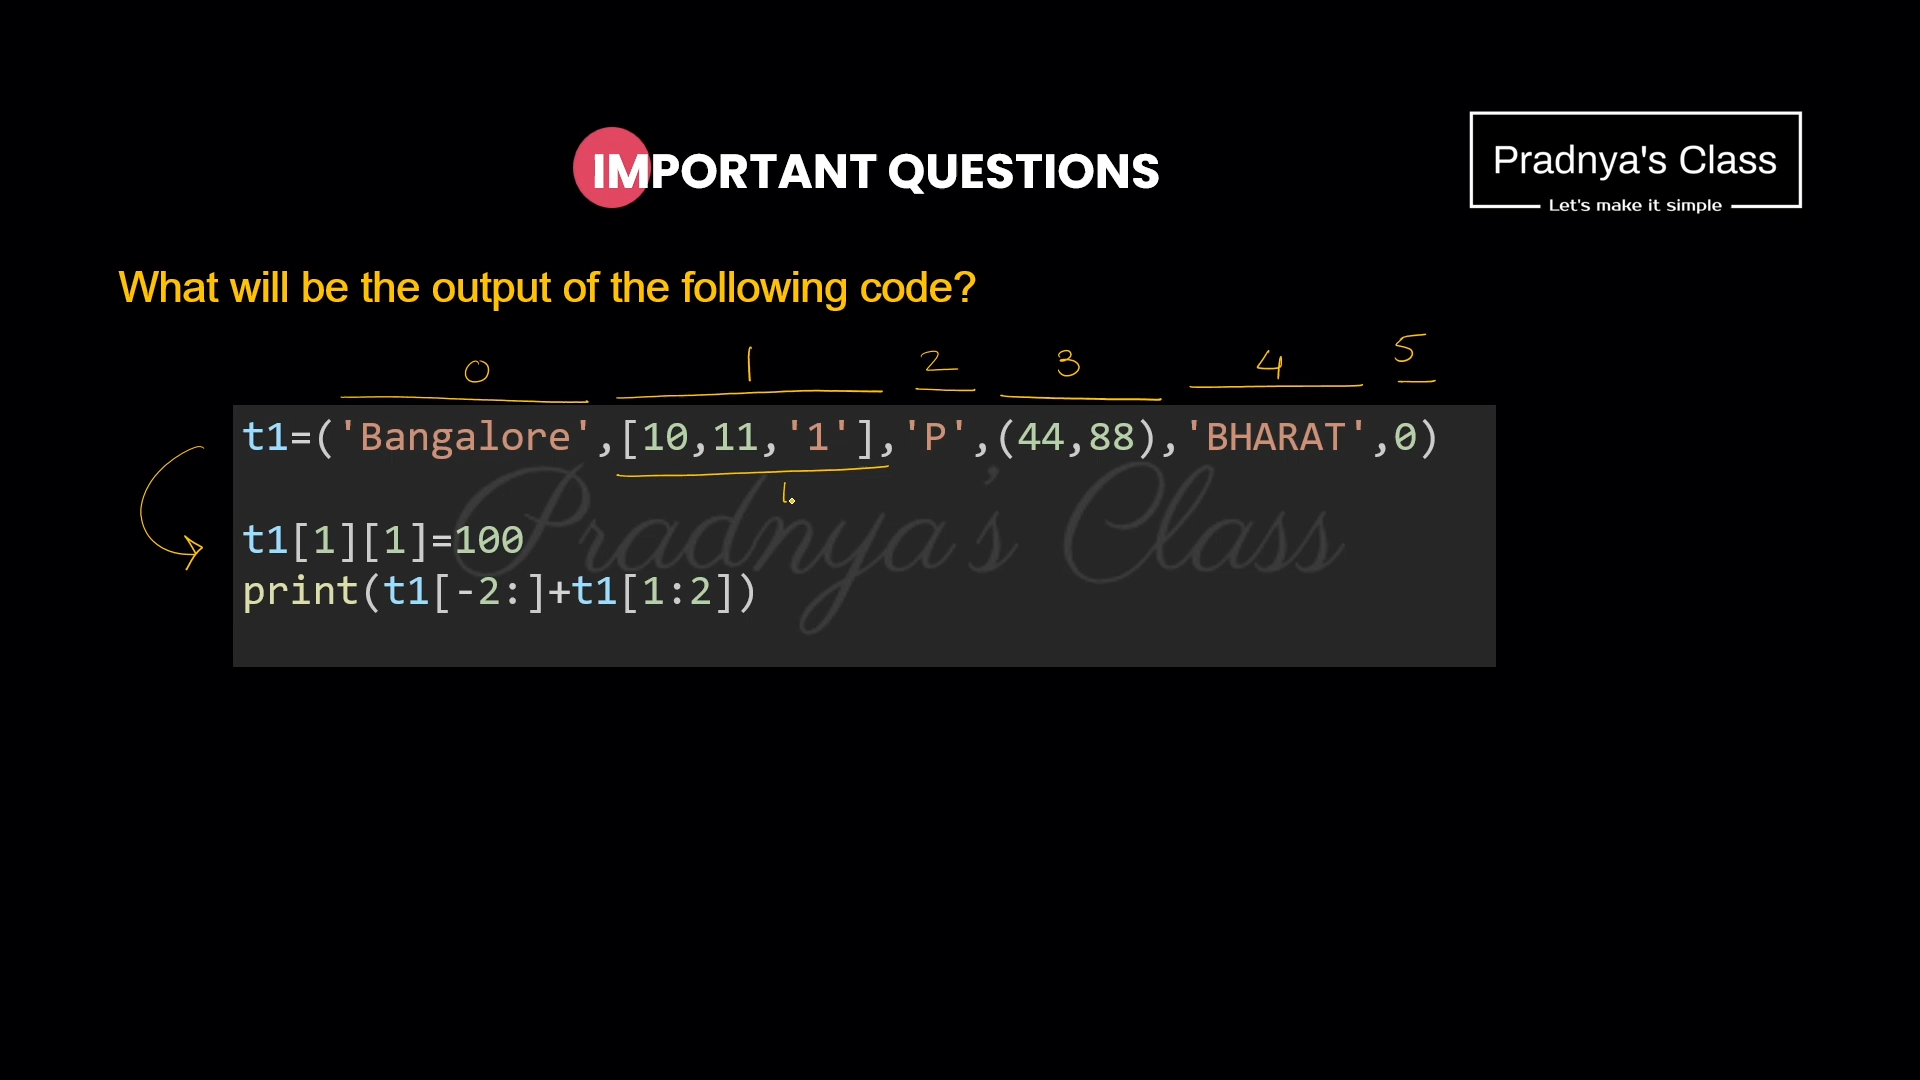 IMPORTANT QUESTIONS
Pradnya's Class
Let's make it simple
What will be the output of the following code?
0 1 2 3 4 5
t1=('Bangalore',[10,11,'1'],'P',(44,88),'BHARAT',0)
t1[1][1]=100
print(t1[-2:]+t1[1:2])
Pradnya's Class